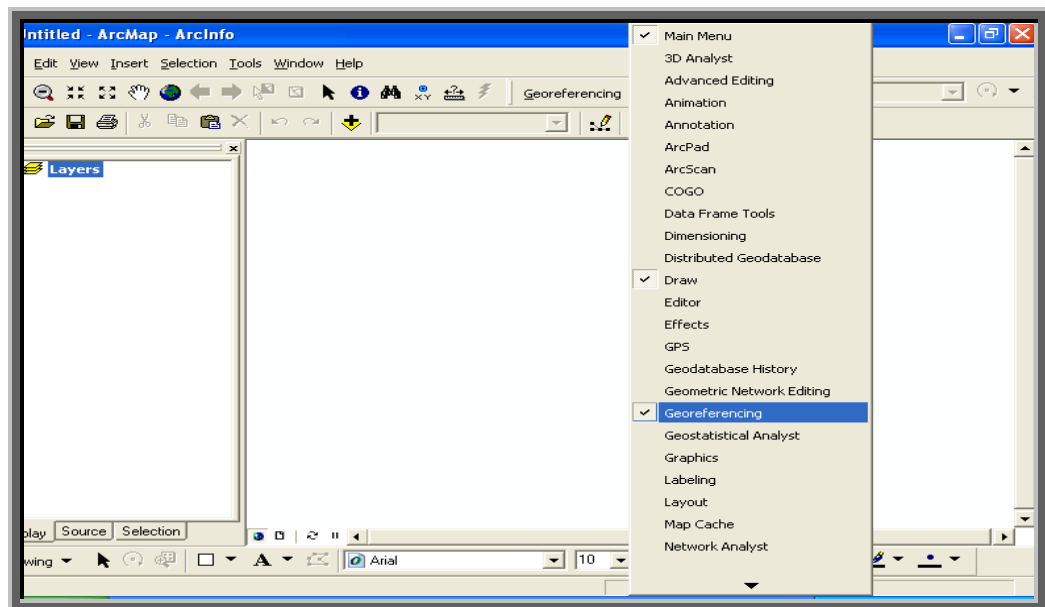 Untitled - ArcMap - ArcInfo
Edit View Insert Selection Tools Window Help
Georeferencing
Layers
Main Menu
3D Analyst
Advanced Editing
Animation
Annotation
ArcPad
ArcScan
COGO
Data Frame Tools
Dimensioning
Distributed Geodatabase
Draw
Editor
Effects
GPS
Geodatabase History
Geometric Network Editing
Georeferencing
Geostatistical Analyst
Graphics
Labeling
Layout
Map Cache
Network Analyst
play Source Selection
wing A Arial 10